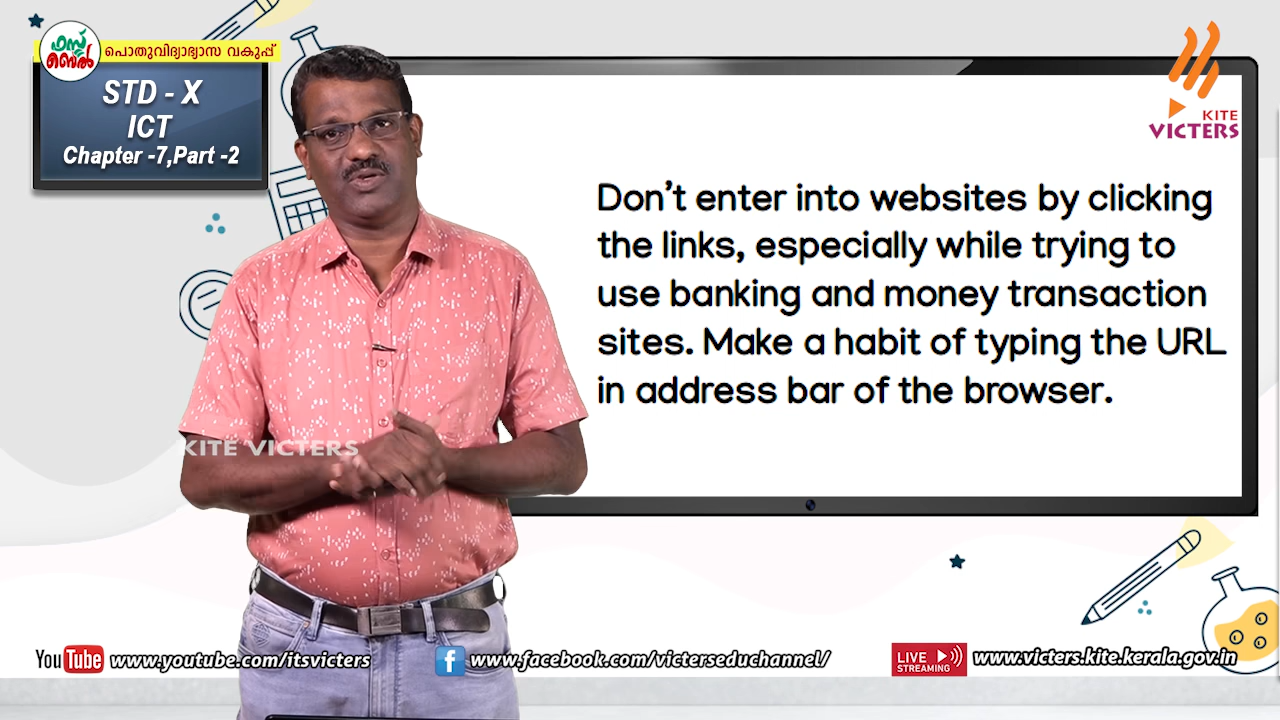 ഫസ്റ്റ്
ബെൽ
പൊതുവിദ്യാഭ്യാസ വകുപ്പ്
STD - X
ICT
Chapter -7,Part -2
KITE
VICTERS
Don't enter into websites by clicking
the links, especially while trying to
use banking and money transaction
sites. Make a habit of typing the URL
in address bar of the browser.
KITE VICTERS
YouTube www.youtube.com/itsvicters
f www.facebook.com/victerseduchannel/
LIVE
STREAMING
www.victers.kite.kerala.gov.in